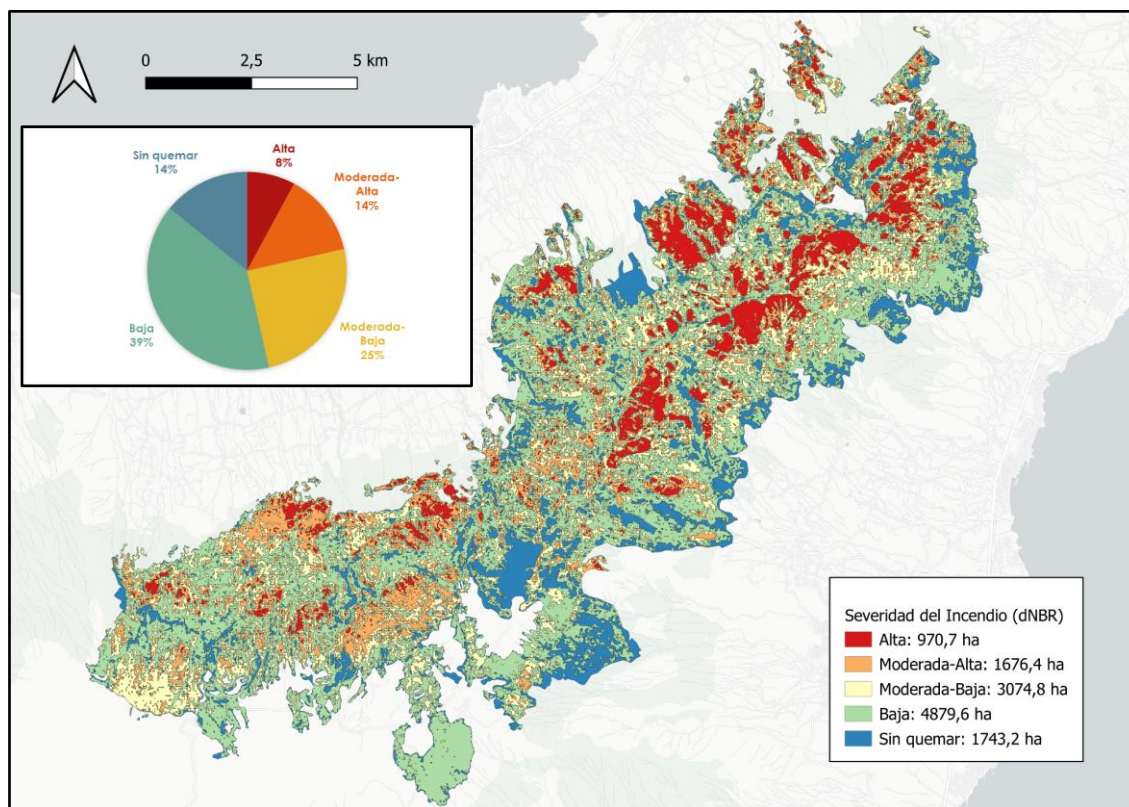 0 2,5 5 km
Sin quemar
14%
Alta
8%
Moderada-
Alta
14%
Baja
39%
Moderada-
Baja
25%
Severidad del Incendio (dNBR)
Alta: 970,7 ha
Moderada-Alta: 1676,4 ha
Moderada-Baja: 3074,8 ha
Baja: 4879,6 ha
Sin quemar: 1743,2 ha